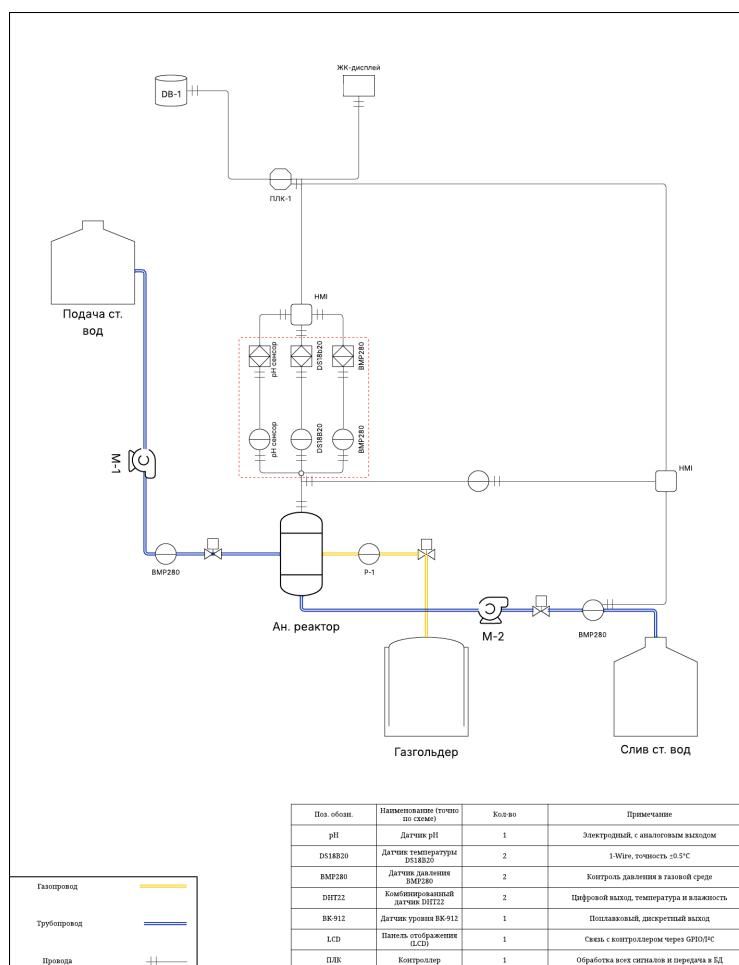 ЖК-дисплей
DB-1
ПЛК-1
HMI
Подача ст.
вод
pH сенсор
DS18b20
BMP280
pH сенсор
DS18B20
BMP280
M-1
HMI
BMP280
P-1
Ан. реактор
M-2
BMP280
Газгольдер
Слив ст. вод
Поз. обозн. Наименование (точно по схеме) Кол-во Примечание
pH Датчик pH 1 Электродный, с аналоговым выходом
DS18B20 Датчик температуры DS18B20 2 1-Wire, точность ±0.5°C
BMP280 Датчик давления BMP280 2 Контроль давления в газовой среде
DHT22 Комбинированный датчик DHT22 2 Цифровой выход, температура и влажность
ВК-912 Датчик уровня ВК-912 1 Поплавковый, дискретный выход
LCD Панель отображения (LCD) 1 Связь с контроллером через GPIO/I²C
ПЛК Контроллер 1 Обработка всех сигналов и передача в БД
Газопровод
Трубопровод
Провода